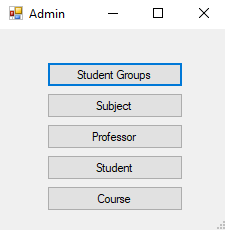 Admin
Student Groups
Subject
Professor
Student
Course